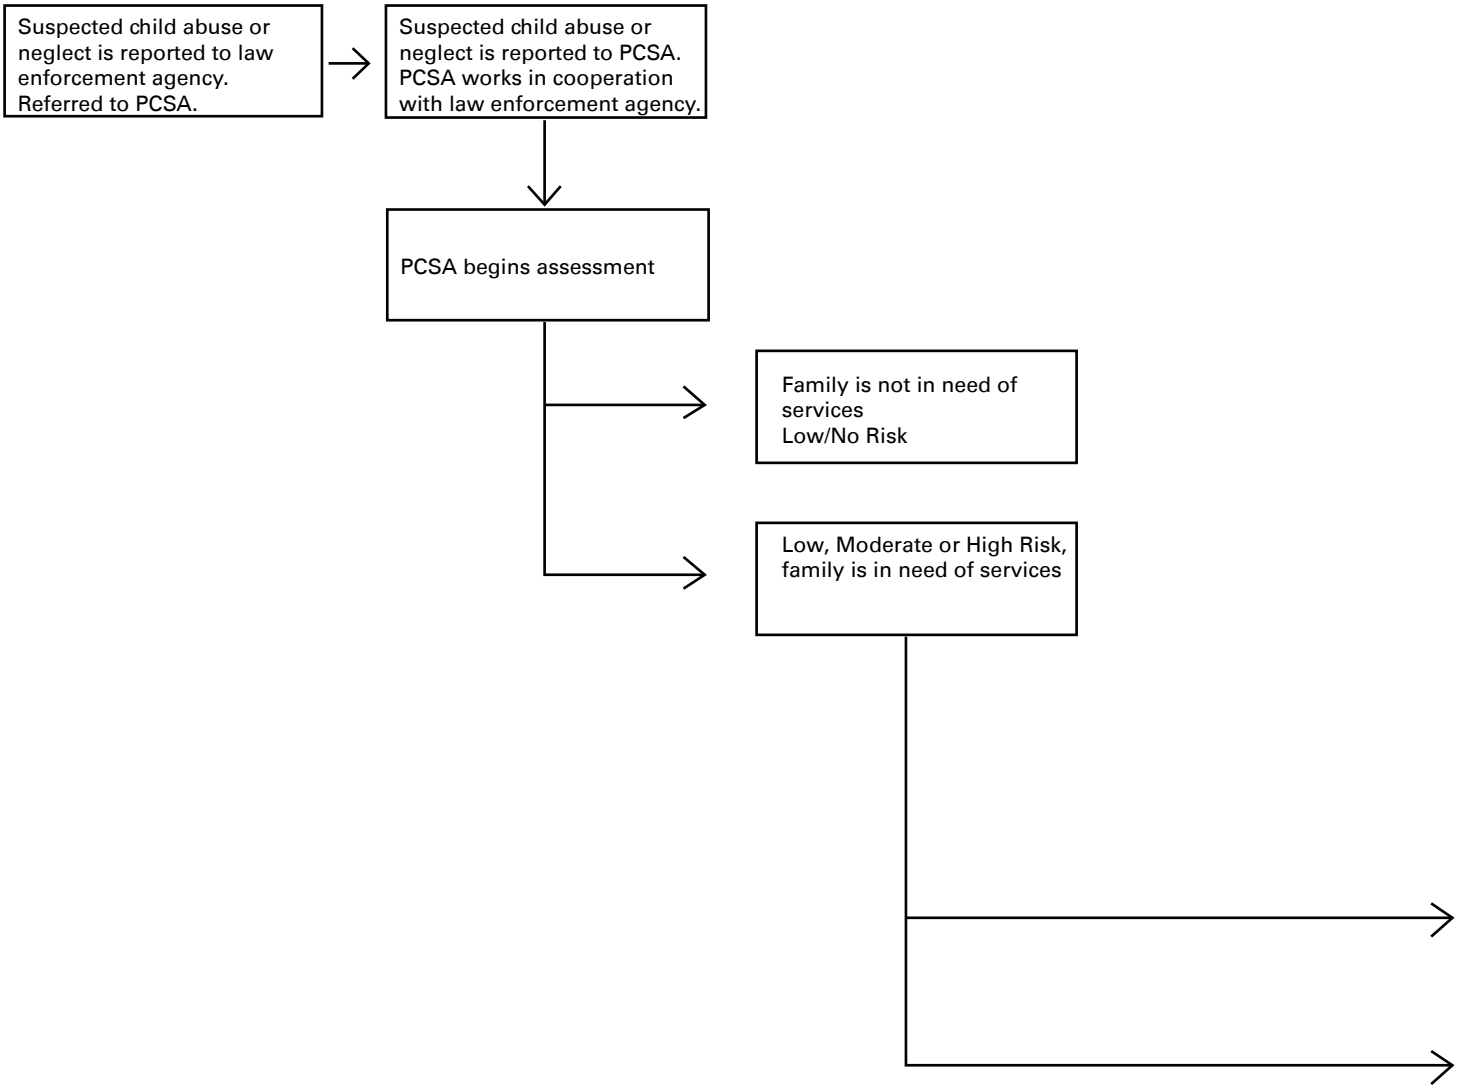 Suspected child abuse or
neglect is reported to law
enforcement agency.
Referred to PCSA.
Suspected child abuse or
neglect is reported to PCSA.
PCSA works in cooperation
with law enforcement agency.
PCSA begins assessment
Family is not in need of
services
Low/No Risk
Low, Moderate or High Risk,
family is in need of services